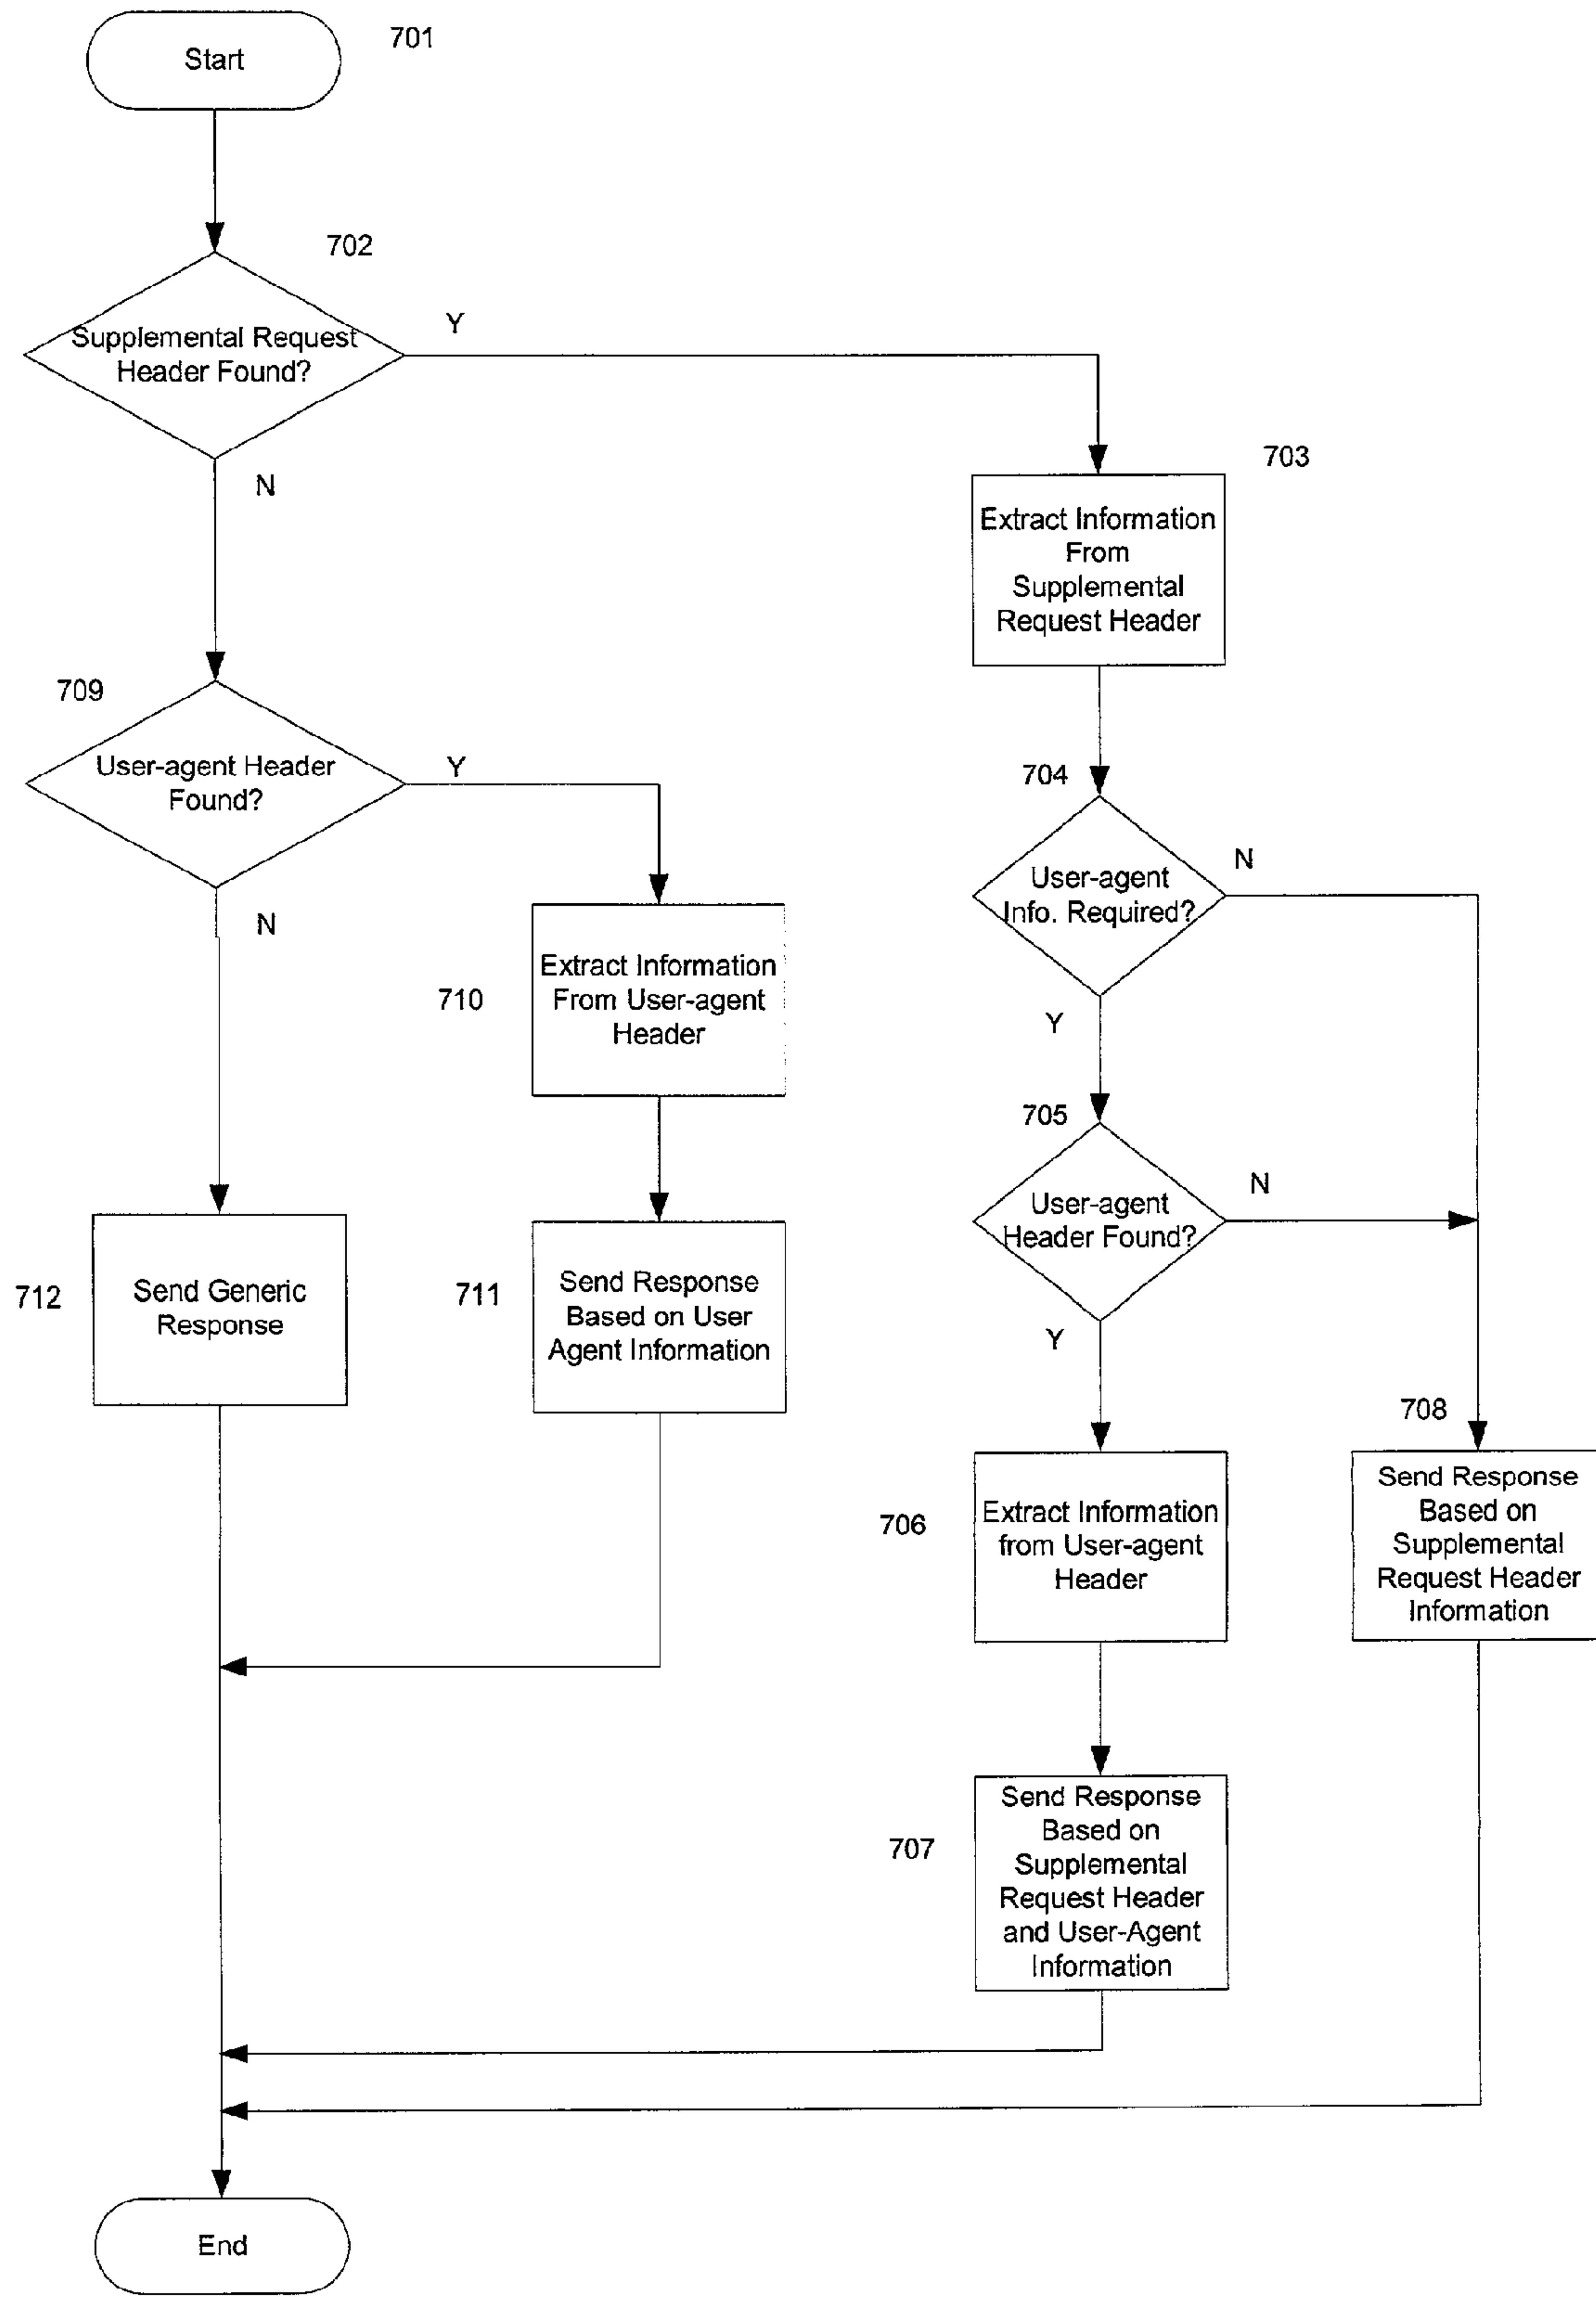 Start
701
702
Supplemental Request
Header Found?
Y
N
703
Extract Information
From
Supplemental
Request Header
709
User-agent Header
Found?
Y
N
704
User-agent
Info. Required?
N
Y
710
Extract Information
From User-agent
Header
705
User-agent
Header Found?
N
Y
712
Send Generic
Response
711
Send Response
Based on User
Agent Information
708
Send Response
Based on
Supplemental
Request Header
Information
706
Extract Information
from User-agent
Header
707
Send Response
Based on
Supplemental
Request Header
and User-Agent
Information
End